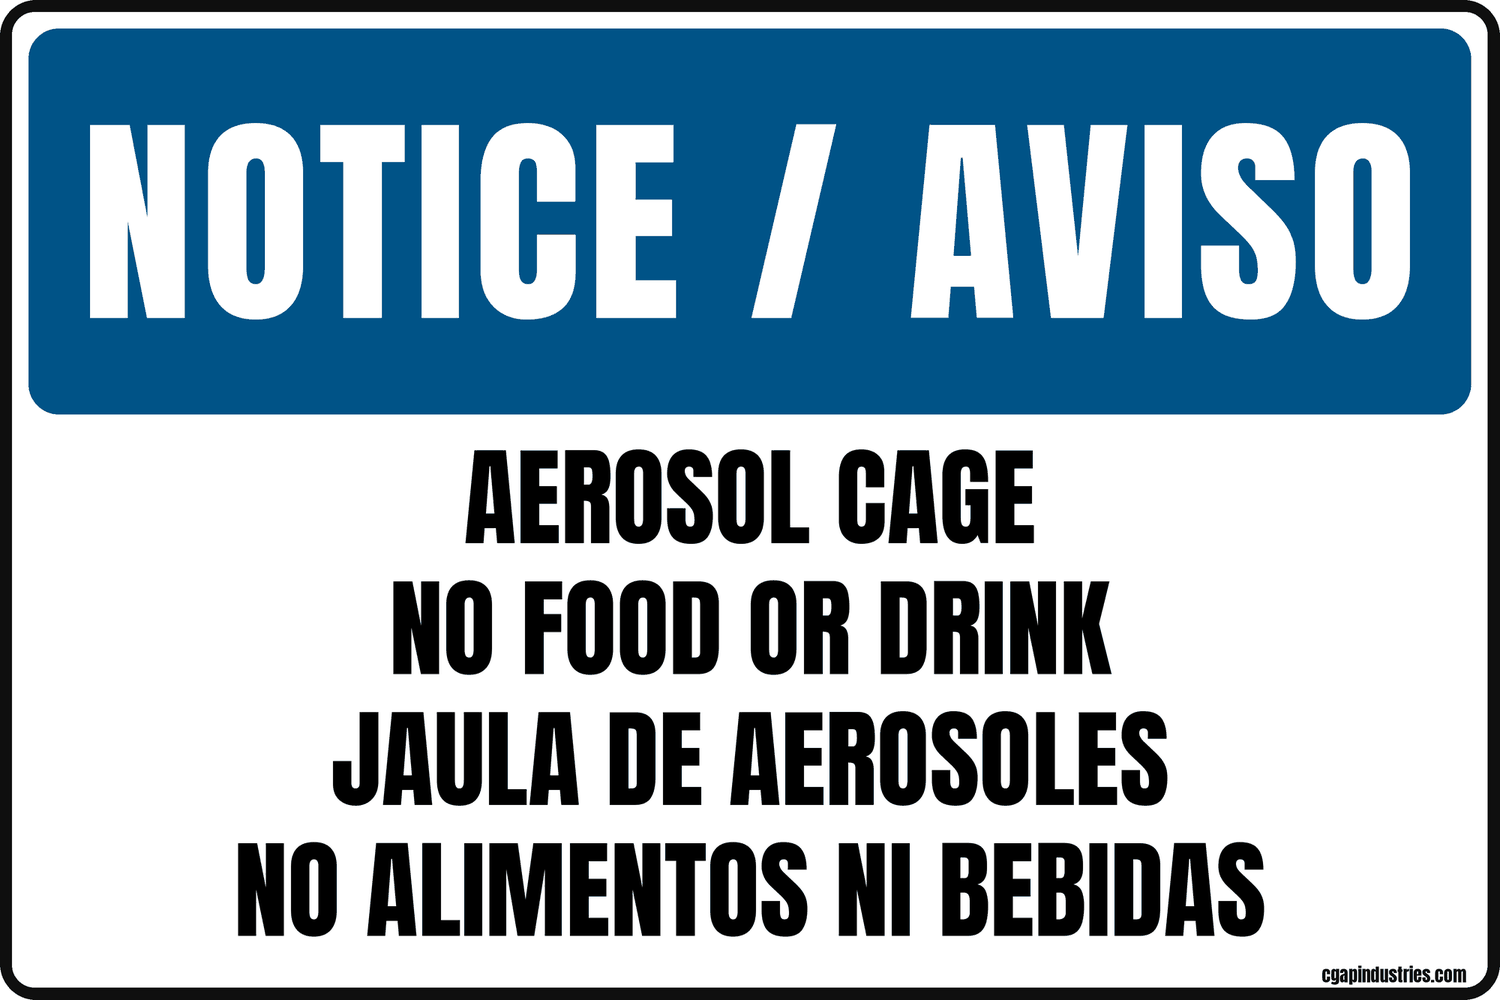 NOTICE / AVISO
AEROSOL CAGE
NO FOOD OR DRINK
JAULA DE AEROSOLES
NO ALIMENTOS NI BEBIDAS
cgapindustries.com